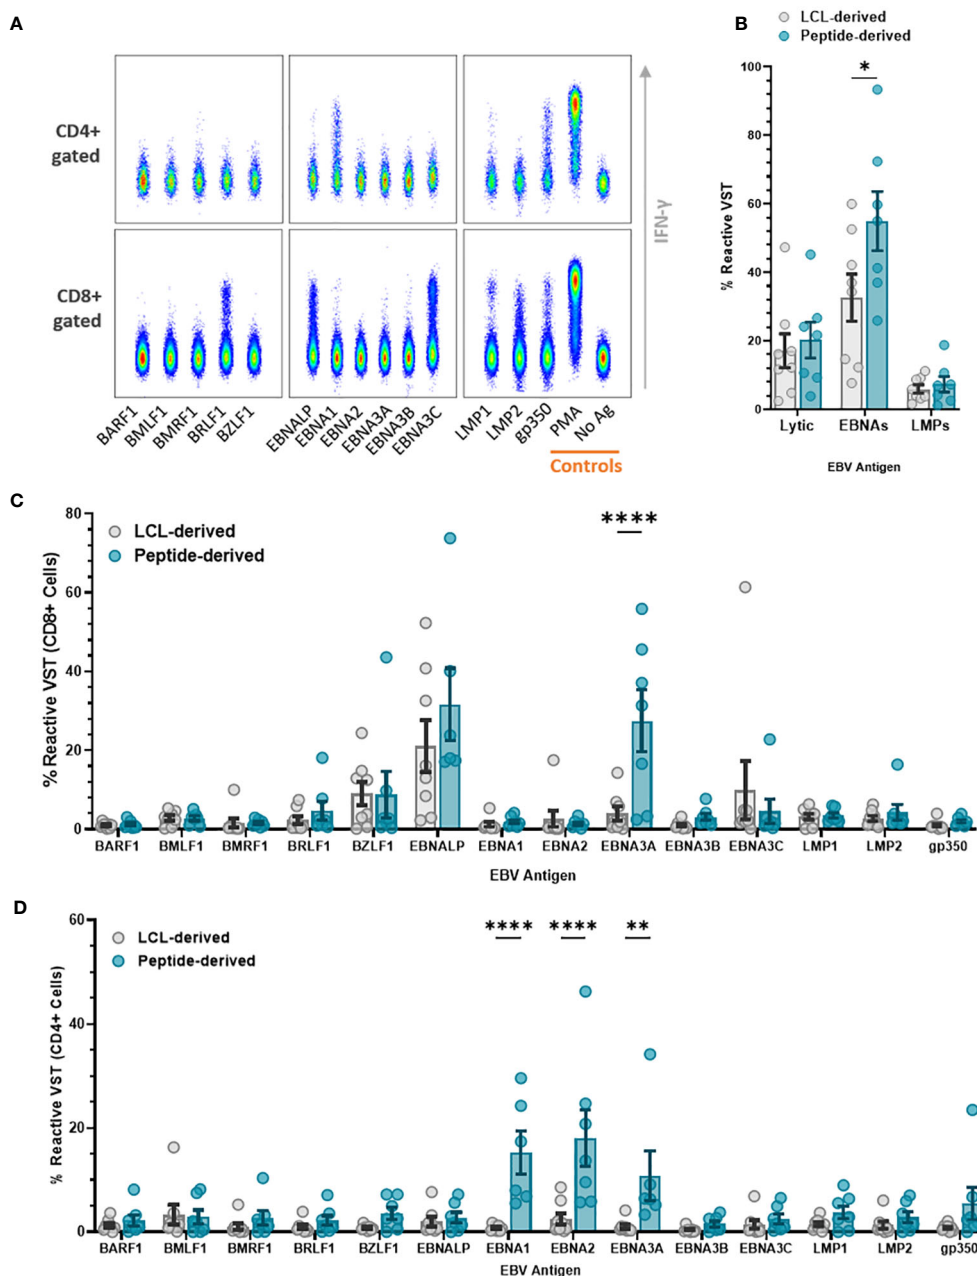 A
CD4+
gated
CD8+
gated
IFN-γ
BARF1
BMLF1
BMRF1
BRLF1
BZLF1
EBNALP
EBNA1
EBNA2
EBNA3A
EBNA3B
EBNA3C
LMP1
LMP2
gp350
PMA
No Ag
Controls
B
LCL-derived
Peptide-derived
*
% Reactive VST
100
80
60
40
20
0
Lytic EBNAs LMPs
EBV Antigen
C
LCL-derived
Peptide-derived
****
% Reactive VST (CD8+ Cells)
80
60
40
20
0
BARF1 BMLF1 BMRF1 BRLF1 BZLF1 EBNALP EBNA1 EBNA2 EBNA3A EBNA3B EBNA3C LMP1 LMP2 gp350
EBV Antigen
D
LCL-derived
Peptide-derived
**** **** **
% Reactive VST (CD4+ Cells)
60
40
20
0
BARF1 BMLF1 BMRF1 BRLF1 BZLF1 EBNALP EBNA1 EBNA2 EBNA3A EBNA3B EBNA3C LMP1 LMP2 gp350
EBV Antigen